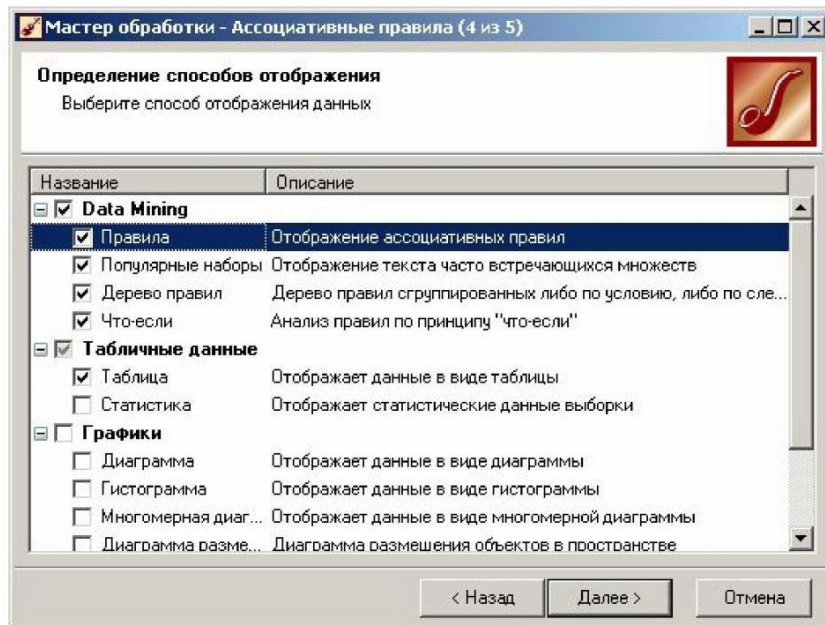 Мастер обработки - Ассоциативные правила (4 из 5)
Определение способов отображения
Выберите способ отображения данных
Название Описание
Data Mining
Правила Отображение ассоциативных правил
Популярные наборы Отображение текста часто встречающихся множеств
Дерево правил Дерево правил сгруппированных либо по условию, либо по сле...
Что-если Анализ правил по принципу "что-если"
Табличные данные
Таблица Отображает данные в виде таблицы
Статистика Отображает статистические данные выборки
Графики
Диаграмма Отображает данные в виде диаграммы
Гистограмма Отображает данные в виде гистограммы
Многомерная диаг... Отображает данные в виде многомерной диаграммы
Диаграмма разме... Диаграмма размещения объектов в пространстве
< Назад Далее > Отмена